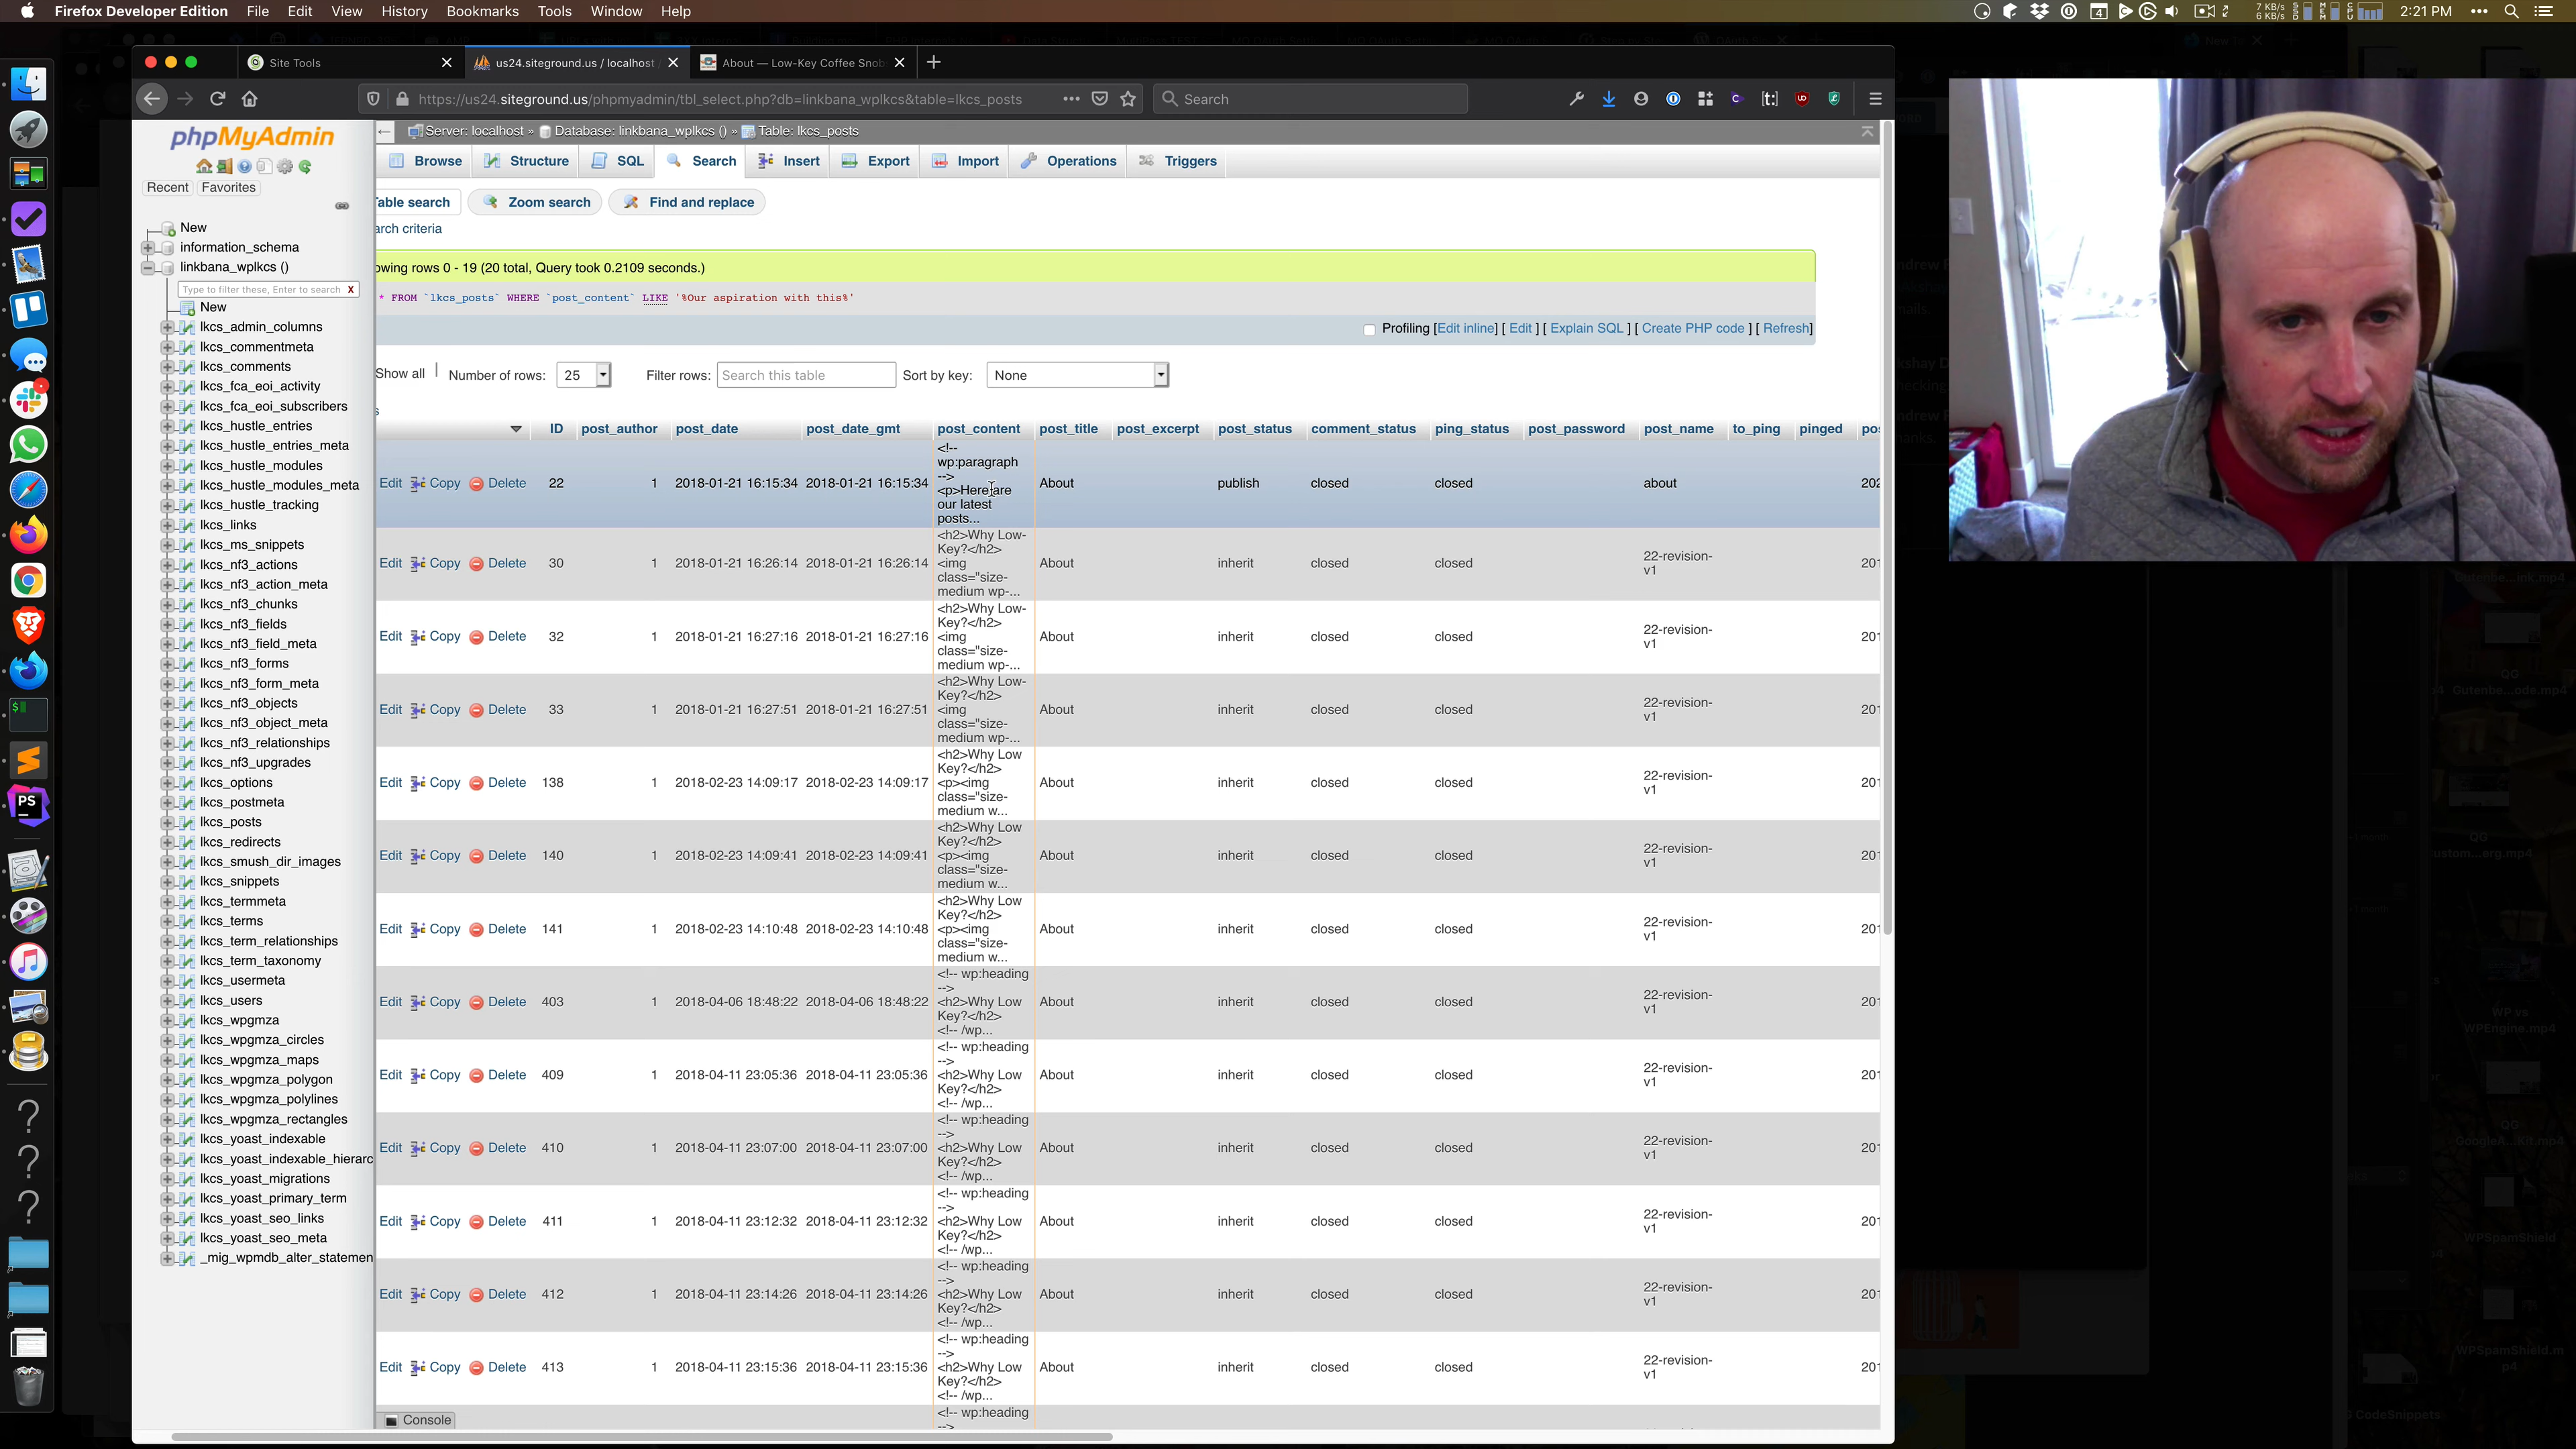 Firefox Developer Edition File Edit View History Bookmarks Tools Window Help
7 KB/s
6 KB/s
2:21 PM
Site Tools
us24.siteground.us / localhost
About — Low-Key Coffee Snob
https://us24.siteground.us/phpmyadmin/tbl_select.php?db=linkbana_wplkcs&table=lkcs_posts
Search
phpMyAdmin
Recent Favorites
New
information_schema
linkbana_wplkcs ()
Type to filter these, Enter to search X
New
lkcs_admin_columns
lkcs_commentmeta
lkcs_comments
lkcs_fca_eoi_activity
lkcs_fca_eoi_subscribers
lkcs_hustle_entries
lkcs_hustle_entries_meta
lkcs_hustle_modules
lkcs_hustle_modules_meta
lkcs_hustle_tracking
lkcs_links
lkcs_ms_snippets
lkcs_nf3_actions
lkcs_nf3_action_meta
lkcs_nf3_chunks
lkcs_nf3_fields
lkcs_nf3_field_meta
lkcs_nf3_forms
lkcs_nf3_form_meta
lkcs_nf3_objects
lkcs_nf3_object_meta
lkcs_nf3_relationships
lkcs_nf3_upgrades
lkcs_options
lkcs_postmeta
lkcs_posts
lkcs_redirects
lkcs_smush_dir_images
lkcs_snippets
lkcs_termmeta
lkcs_terms
lkcs_term_relationships
lkcs_term_taxonomy
lkcs_usermeta
lkcs_users
lkcs_wpgmza
lkcs_wpgmza_circles
lkcs_wpgmza_maps
lkcs_wpgmza_polygon
lkcs_wpgmza_polylines
lkcs_wpgmza_rectangles
lkcs_yoast_indexable
lkcs_yoast_indexable_hierarc
lkcs_yoast_migrations
lkcs_yoast_primary_term
lkcs_yoast_seo_links
lkcs_yoast_seo_meta
_mig_wpmdb_alter_statemen
Server: localhost » Database: linkbana_wplkcs () » Table: lkcs_posts
Browse Structure SQL Search Insert Export Import Operations Triggers
Table search Zoom search Find and replace
arch criteria
owing rows 0 - 19 (20 total, Query took 0.2109 seconds.)
* FROM `lkcs_posts` WHERE `post_content` LIKE '%Our aspiration with this%'
Profiling [Edit inline] [ Edit ] [ Explain SQL ] [ Create PHP code ] [ Refresh]
Show all | Number of rows: 25 Filter rows: Search this table Sort by key: None
s
ID post_author post_date post_date_gmt post_content post_title post_excerpt post_status comment_status ping_status post_password post_name to_ping pinged pos
<!--
wp:paragraph
-->
Edit Copy Delete 22 1 2018-01-21 16:15:34 2018-01-21 16:15:34 <p>Here are About publish closed closed about 202
our latest
posts...
<h2>Why Low-
Key?</h2>
Edit Copy Delete 30 1 2018-01-21 16:26:14 2018-01-21 16:26:14 <img About inherit closed closed 22-revision-v1 201
class="size-
medium wp-...
<h2>Why Low-
Key?</h2>
Edit Copy Delete 32 1 2018-01-21 16:27:16 2018-01-21 16:27:16 <img About inherit closed closed 22-revision-v1 201
class="size-
medium wp-...
<h2>Why Low-
Key?</h2>
Edit Copy Delete 33 1 2018-01-21 16:27:51 2018-01-21 16:27:51 <img About inherit closed closed 22-revision-v1 201
class="size-
medium wp-...
<h2>Why Low
Key?</h2>
Edit Copy Delete 138 1 2018-02-23 14:09:17 2018-02-23 14:09:17 <p><img About inherit closed closed 22-revision-v1 201
class="size-
medium w...
<h2>Why Low
Key?</h2>
Edit Copy Delete 140 1 2018-02-23 14:09:41 2018-02-23 14:09:41 <p><img About inherit closed closed 22-revision-v1 201
class="size-
medium w...
<h2>Why Low
Key?</h2>
Edit Copy Delete 141 1 2018-02-23 14:10:48 2018-02-23 14:10:48 <p><img About inherit closed closed 22-revision-v1 201
class="size-
medium w...
<!-- wp:heading
-->
Edit Copy Delete 403 1 2018-04-06 18:48:22 2018-04-06 18:48:22 <h2>Why Low About inherit closed closed 22-revision-v1 201
Key?</h2>
<!-- /wp...
<!-- wp:heading
-->
Edit Copy Delete 409 1 2018-04-11 23:05:36 2018-04-11 23:05:36 <h2>Why Low About inherit closed closed 22-revision-v1 201
Key?</h2>
<!-- /wp...
<!-- wp:heading
-->
Edit Copy Delete 410 1 2018-04-11 23:07:00 2018-04-11 23:07:00 <h2>Why Low About inherit closed closed 22-revision-v1 201
Key?</h2>
<!-- /wp...
<!-- wp:heading
-->
Edit Copy Delete 411 1 2018-04-11 23:12:32 2018-04-11 23:12:32 <h2>Why Low About inherit closed closed 22-revision-v1 201
Key?</h2>
<!-- /wp...
<!-- wp:heading
-->
Edit Copy Delete 412 1 2018-04-11 23:14:26 2018-04-11 23:14:26 <h2>Why Low About inherit closed closed 22-revision-v1 201
Key?</h2>
<!-- /wp...
<!-- wp:heading
-->
Edit Copy Delete 413 1 2018-04-11 23:15:36 2018-04-11 23:15:36 <h2>Why Low About inherit closed closed 22-revision-v1 201
Key?</h2>
<!-- /wp...
<!-- wp:heading
-->
Console
WP vs
WPEngine.mp4
WPSpamShield
WPSpamShield.m
p4
CodeSnippets